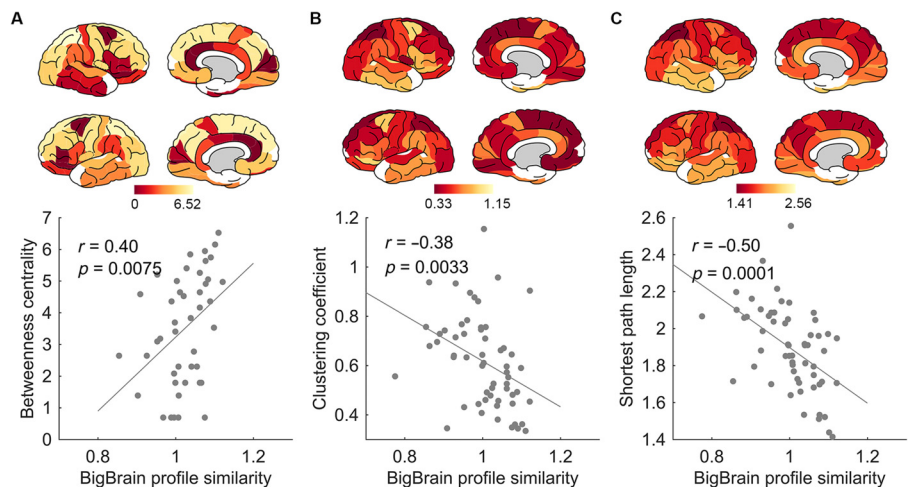 A
B
C
0 6.52
0.33 1.15
1.41 2.56
Betweenness centrality
7
6
5
4
3
2
1
0
r = 0.40
p = 0.0075
0.8 1 1.2
BigBrain profile similarity
Clustering coefficient
1.2
1
0.8
0.6
0.4
r = –0.38
p = 0.0033
0.8 1 1.2
BigBrain profile similarity
Shortest path length
2.6
2.4
2.2
2
1.8
1.6
1.4
r = –0.50
p = 0.0001
0.8 1 1.2
BigBrain profile similarity